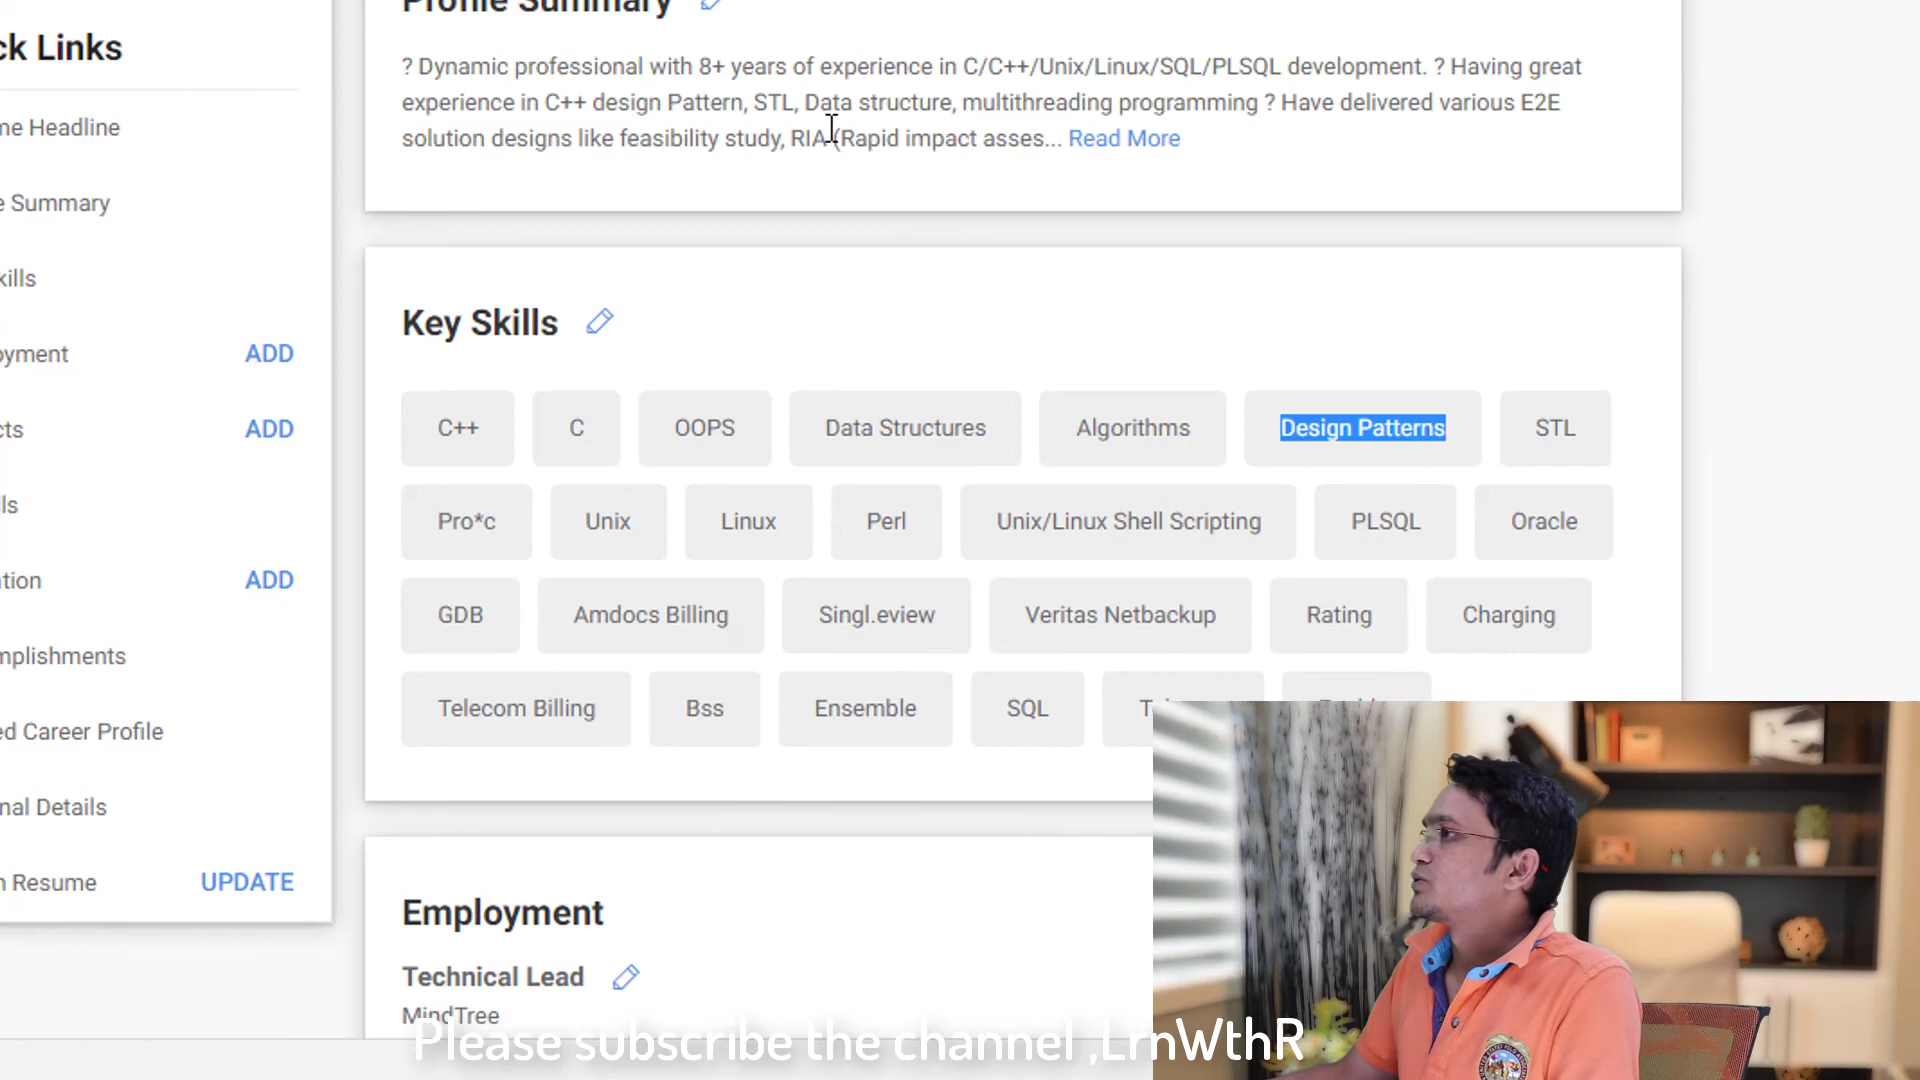 Profile Summary
? Dynamic professional with 8+ years of experience in C/C++/Unix/Linux/SQL/PLSQL development. ? Having great
experience in C++ design Pattern, STL, Data structure, multithreading programming ? Have delivered various E2E
solution designs like feasibility study, RIA (Rapid impact asses... Read More
ck Links
me Headline
e Summary
kills
oyment ADD
cts ADD
lls
ation ADD
mplishments
ed Career Profile
nal Details
h Resume UPDATE
Key Skills
C++ C OOPS Data Structures Algorithms Design Patterns STL
Pro*c Unix Linux Perl Unix/Linux Shell Scripting PLSQL Oracle
GDB Amdocs Billing Singl.eview Veritas Netbackup Rating Charging
Telecom Billing Bss Ensemble SQL
Employment
Technical Lead
MindTree
Please subscribe the channel ,LrnWthR